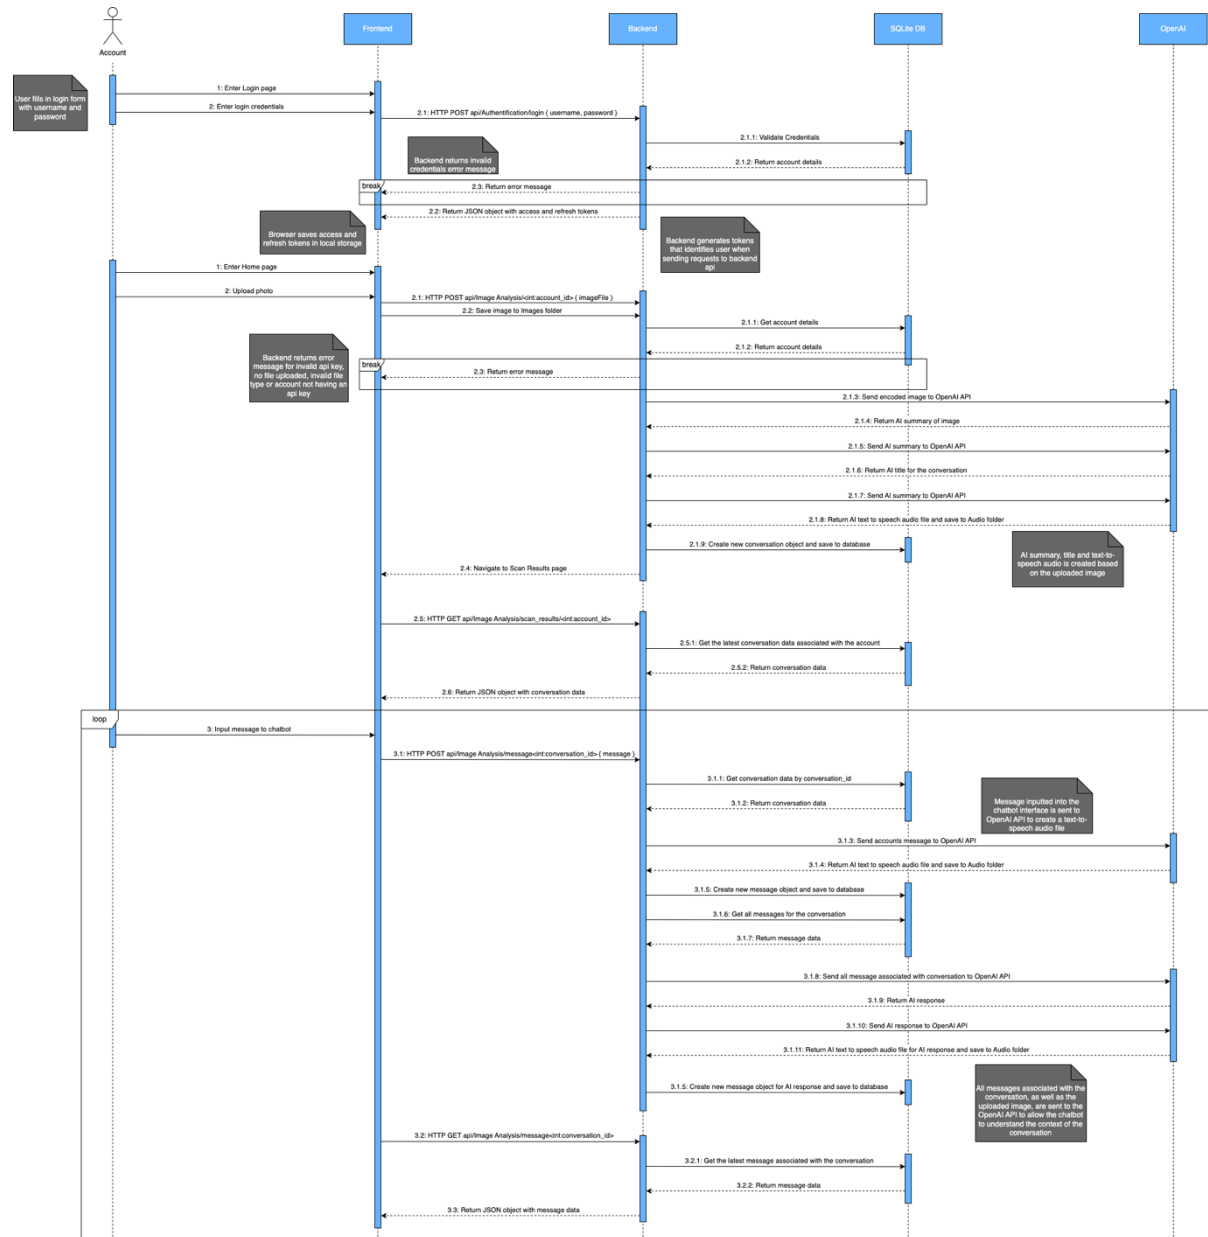 Account
Frontend
Backend
SQLite DB
OpenAI
User fills in login form
with username and
password
1: Enter Login page
2: Enter login credentials
2.1: HTTP POST api/Authentification/login { username, password }
2.1.1: Validate Credentials
2.1.2: Return account details
Backend returns invalid
credentials error message
break
2.3: Return error message
2.2: Return JSON object with access and refresh tokens
Browser saves access and
refresh tokens in local storage
Backend generates tokens
that identifies user when
sending requests to backend
api
1: Enter Home page
2: Upload photo
2.1: HTTP POST api/Image Analysis/<int:account_id> { imageFile }
2.2: Save image to Images folder
2.1.1: Get account details
2.1.2: Return account details
Backend returns error
message for invalid api key,
no file uploaded, invalid file
type or account not having an
api key
break
2.3: Return error message
2.1.3: Send encoded image to OpenAI API
2.1.4: Return AI summary of image
2.1.5: Send AI summary to OpenAI API
2.1.6: Return AI title for the conversation
2.1.7: Send AI summary to OpenAI API
2.1.8: Return AI text to speech audio file and save to Audio folder
2.1.9: Create new conversation object and save to database
AI summary, title and text-to-
speech audio is created based
on the uploaded image
2.4: Navigate to Scan Results page
2.5: HTTP GET api/Image Analysis/scan_results/<int:account_id>
2.5.1: Get the latest conversation data associated with the account
2.5.2: Return conversation data
2.6: Return JSON object with conversation data
loop
3: Input message to chatbot
3.1: HTTP POST api/Image Analysis/message<int:conversation_id> { message }
3.1.1: Get conversation data by conversation_id
3.1.2: Return conversation data
Message inputted into the
chatbot interface is sent to
OpenAI API to create a text-to-
speech audio file
3.1.3: Send accounts message to OpenAI API
3.1.4: Return AI text to speech audio file and save to Audio folder
3.1.5: Create new message object and save to database
3.1.6: Get all messages for the conversation
3.1.7: Return message data
3.1.8: Send all message associated with conversation to OpenAI API
3.1.9: Return AI response
3.1.10: Send AI response to OpenAI API
3.1.11: Return AI text to speech audio file for AI response and save to Audio folder
3.1.5: Create new message object for AI response and save to database
All messages associated with the
conversation, as well as the
uploaded image, are sent to the
OpenAI API to allow the chatbot
to understand the context of the
conversation
3.2: HTTP GET api/Image Analysis/message<int:conversation_id>
3.2.1: Get the latest message associated with the conversation
3.2.2: Return message data
3.3: Return JSON object with message data